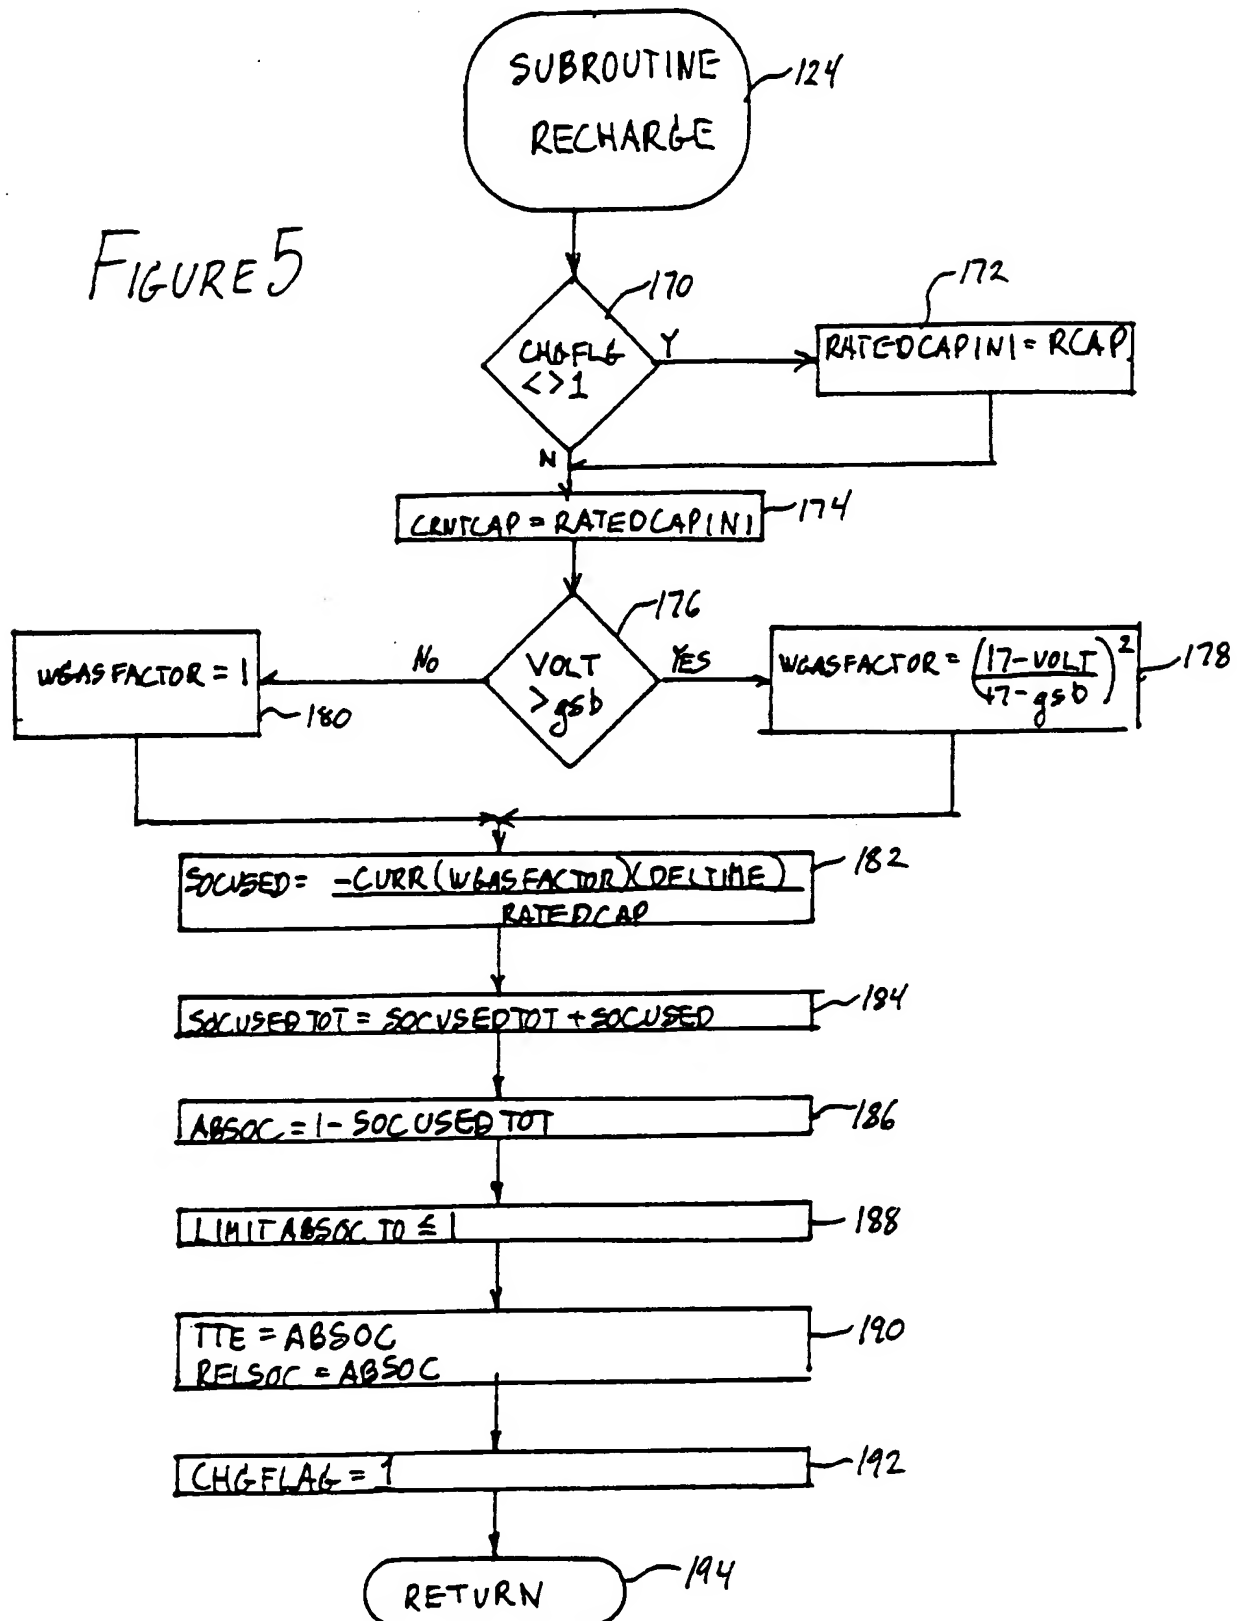 SUBROUTINE
RECHARGE
124
FIGURE 5
170
CHGFLG
<>1
Y
172
RATEDCAPINI = RCAP
N
CRNTCAP = RATEDCAPINI
174
176
VOLT
> gsb
No
YES
WGASFACTOR = 1
180
WGASFACTOR = (17-VOLT / 17-gsb)²
178
SOCUSED = -CURR (WGASFACTOR)(DELTIME)
RATEDCAP
182
SOCUSEDTOT = SOCUSEDTOT + SOCUSED
184
ABSOC = 1 - SOCUSEDTOT
186
LIMIT ABSOC TO ≤ 1
188
TTE = ABSOC
RELSOC = ABSOC
190
CHGFLAG = 1
192
RETURN
194